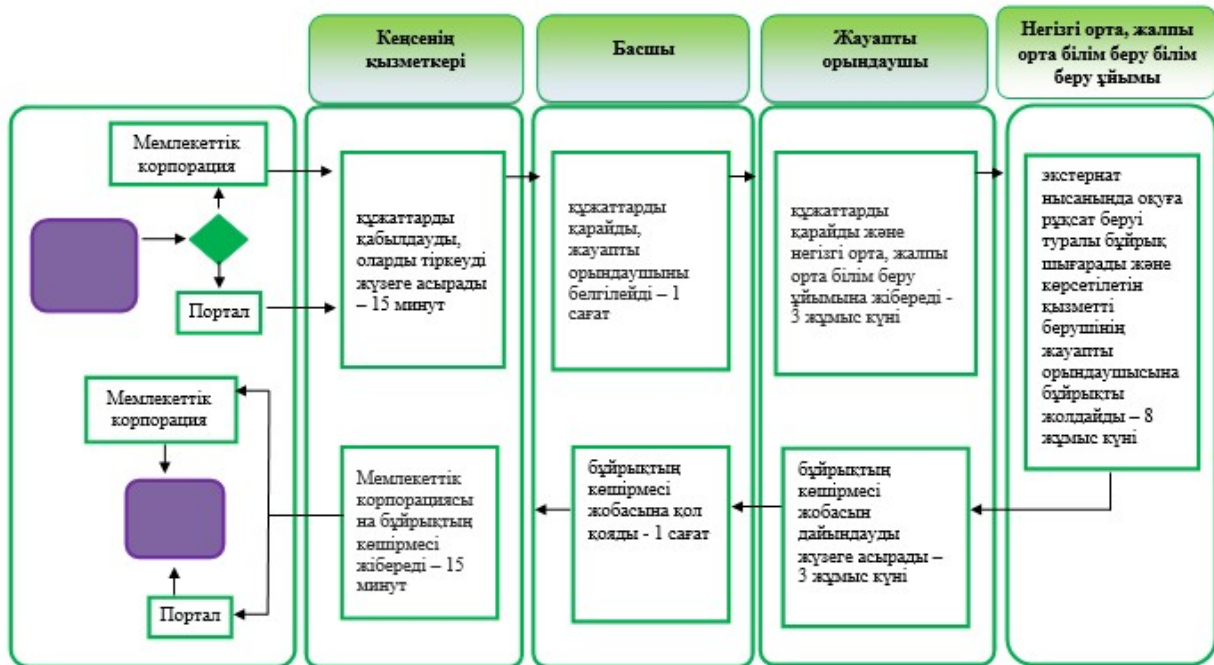 Кеңсенің
қызметкері
Басшы
Жауапты
орындаушы
Негізгі орта, жалпы
орта білім беру білім
беру ұйымы
Мемлекеттік
корпорация
Портал
құжаттарды
қабылдауды,
оларды тіркеуді
жүзеге асырады
– 15 минут
құжаттарды
қарайды,
жауапты
орындаушыны
белгілейді – 1
сағат
құжаттарды
қарайды және
негізгі орта, жалпы
орта білім беру
ұйымына жібереді -
3 жұмыс күні
экстернат
нысанында оқуға
рұқсат беруі
туралы бұйрық
шығарады және
көрсетілетін
қызметті
берушінің
жауапты
орындаушысына
бұйрықты
жолдайды – 8
жұмыс күні
Мемлекеттік
корпорация
Портал
Мемлекеттік
корпорациясы
на бұйрықтың
көшірмесі
жібереді – 15
минут
бұйрықтың
көшірмесі
жобасына қол
қояды - 1 сағат
бұйрықтың
көшірмесі
жобасын
дайындауды
жүзеге асырады –
3 жұмыс күні